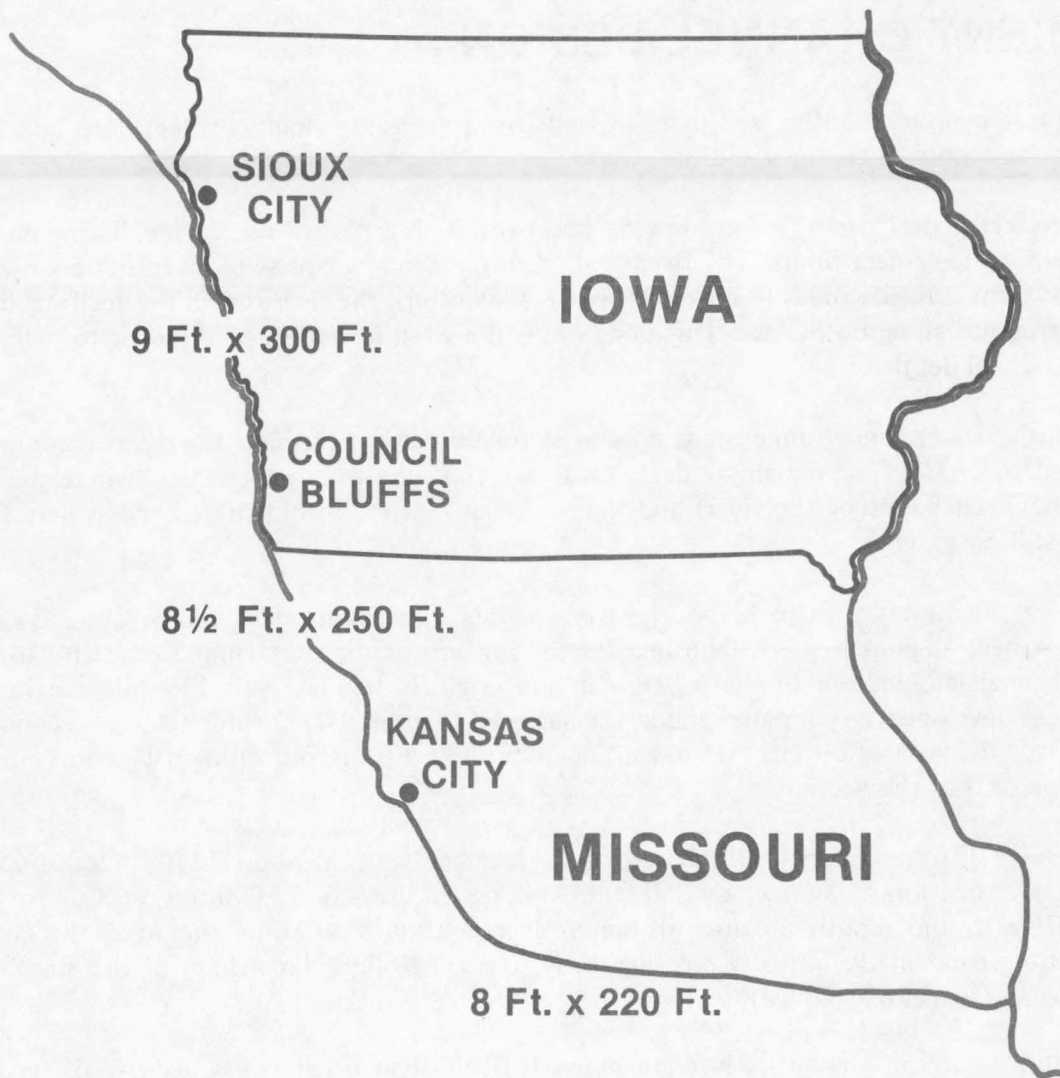 SIOUX
CITY
IOWA
9 Ft. x 300 Ft.
COUNCIL
BLUFFS
8½ Ft. x 250 Ft.
KANSAS
CITY
MISSOURI
8 Ft. x 220 Ft.